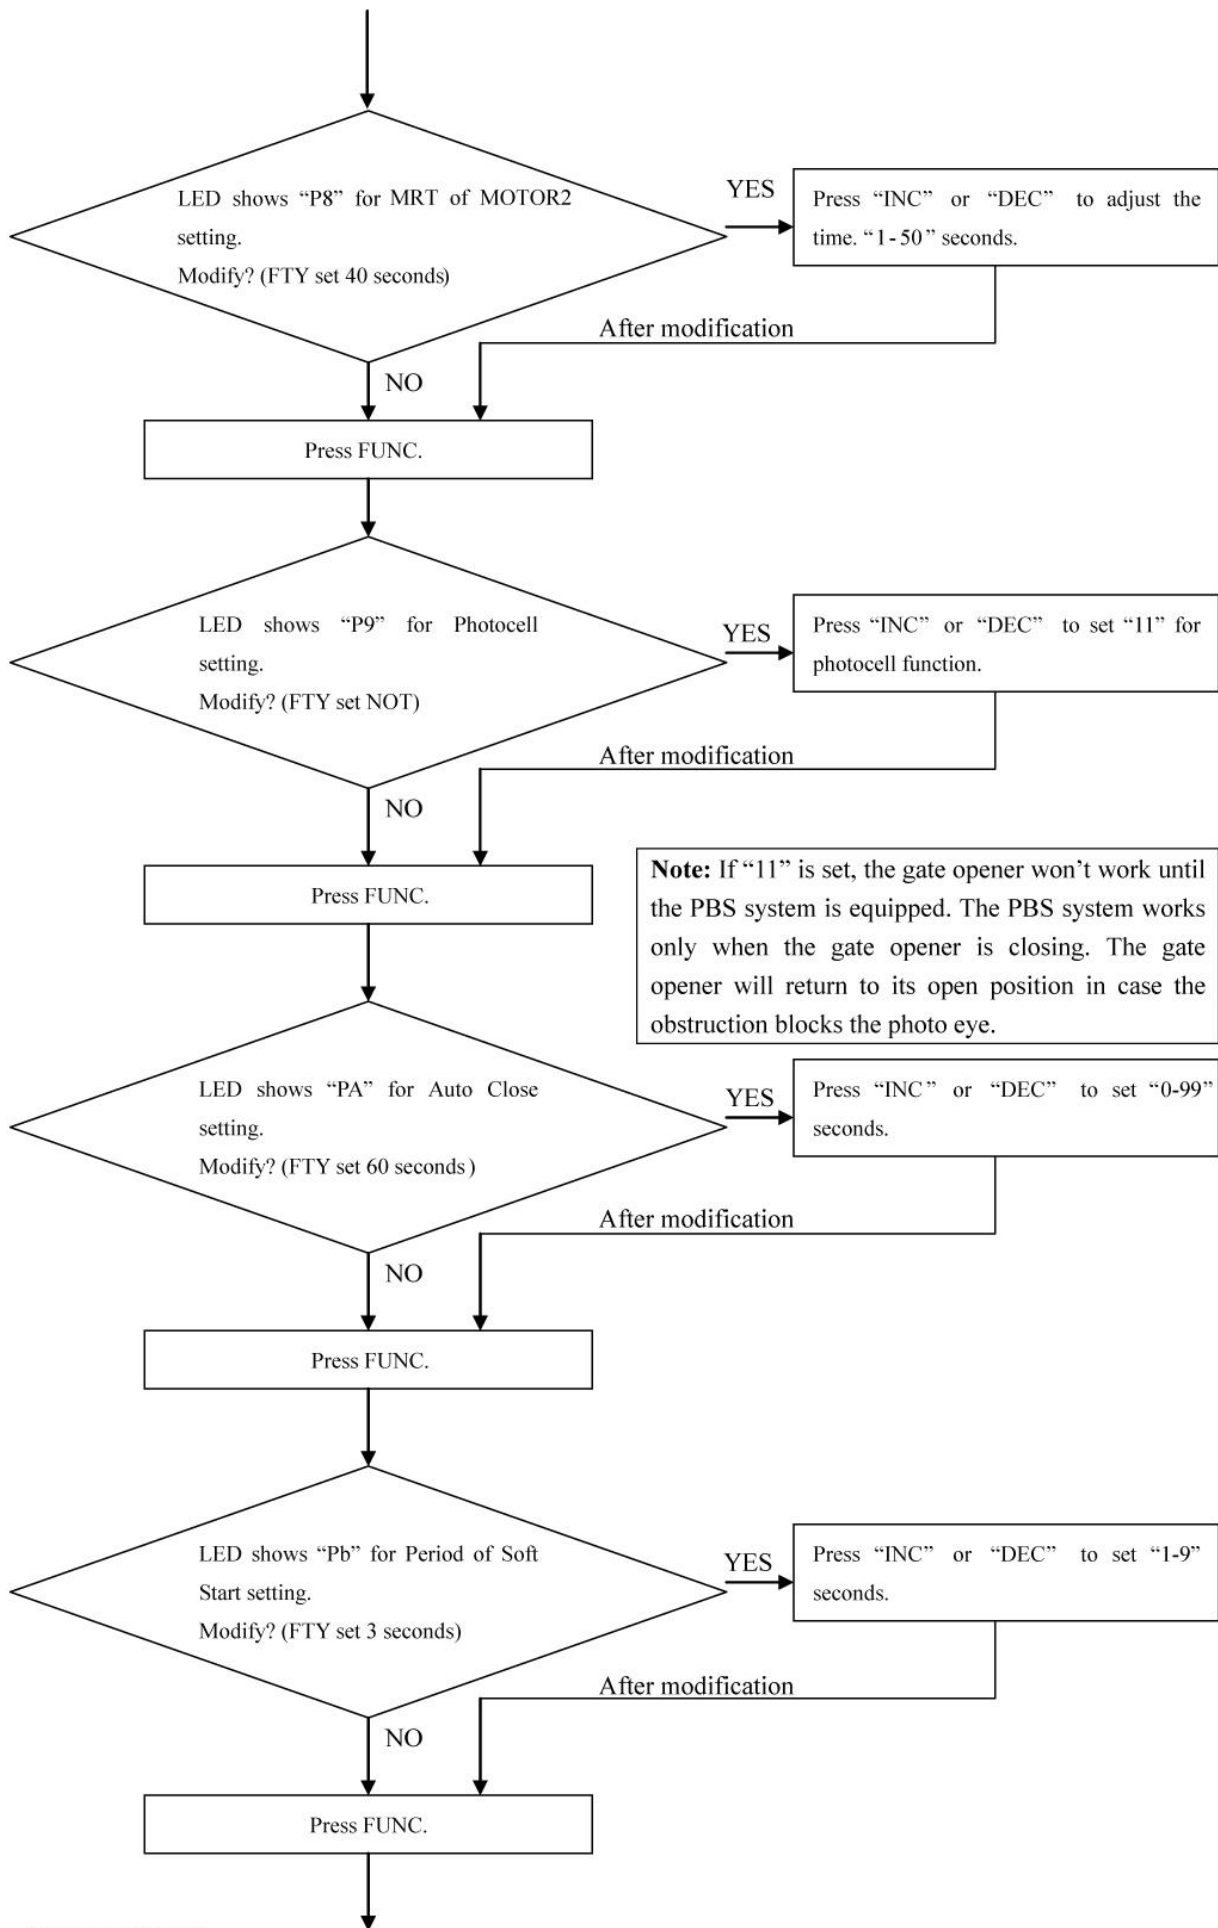 LED shows “P8” for MRT of MOTOR2
setting.
Modify? (FTY set 40 seconds)
YES
Press “INC” or “DEC” to adjust the
time. “1-50” seconds.
After modification
NO
Press FUNC.
LED shows “P9” for Photocell
setting.
Modify? (FTY set NOT)
YES
Press “INC” or “DEC” to set “11” for
photocell function.
After modification
NO
Press FUNC.
Note: If “11” is set, the gate opener won’t work until
the PBS system is equipped. The PBS system works
only when the gate opener is closing. The gate
opener will return to its open position in case the
obstruction blocks the photo eye.
LED shows “PA” for Auto Close
setting.
Modify? (FTY set 60 seconds)
YES
Press “INC” or “DEC” to set “0-99”
seconds.
After modification
NO
Press FUNC.
LED shows “Pb” for Period of Soft
Start setting.
Modify? (FTY set 3 seconds)
YES
Press “INC” or “DEC” to set “1-9”
seconds.
After modification
NO
Press FUNC.